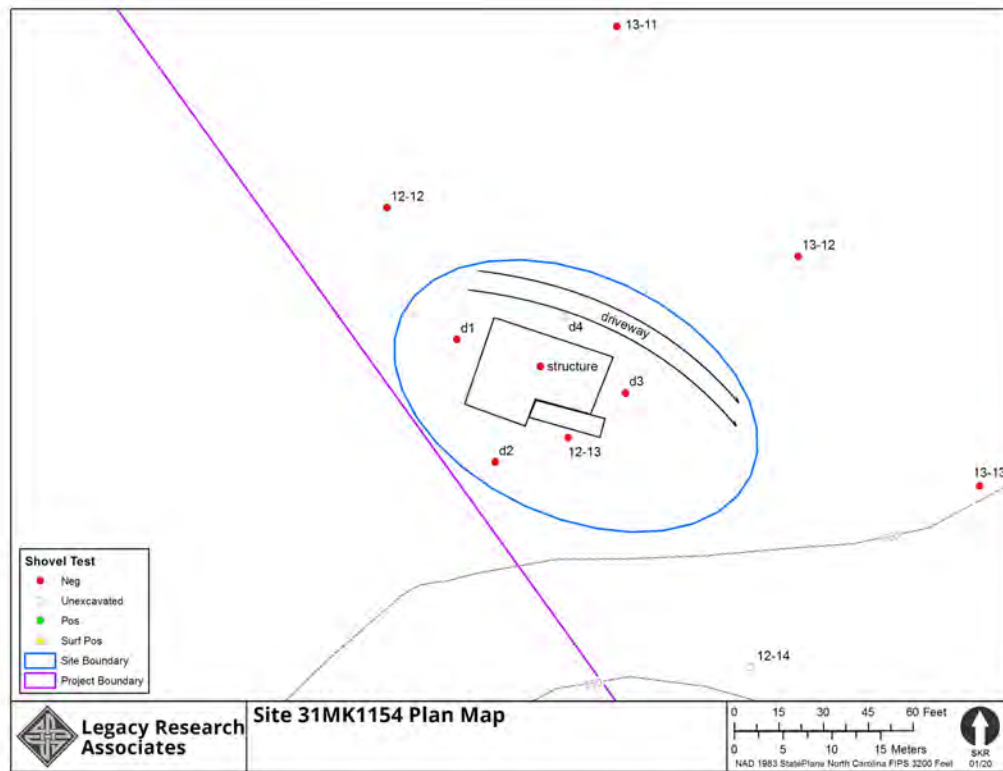 13-11
12-12
13-12
driveway
d1
d4
structure
d3
12-13
d2
13-13
12-14
Shovel Test
Neg
Unexcavated
Pos
Surf Pos
Site Boundary
Project Boundary
Legacy Research
Associates
Site 31MK1154 Plan Map
0 15 30 45 60 Feet
0 5 10 15 Meters
NAD 1983 StatePlane North Carolina FIPS 3200 Feet
SKR
01/20